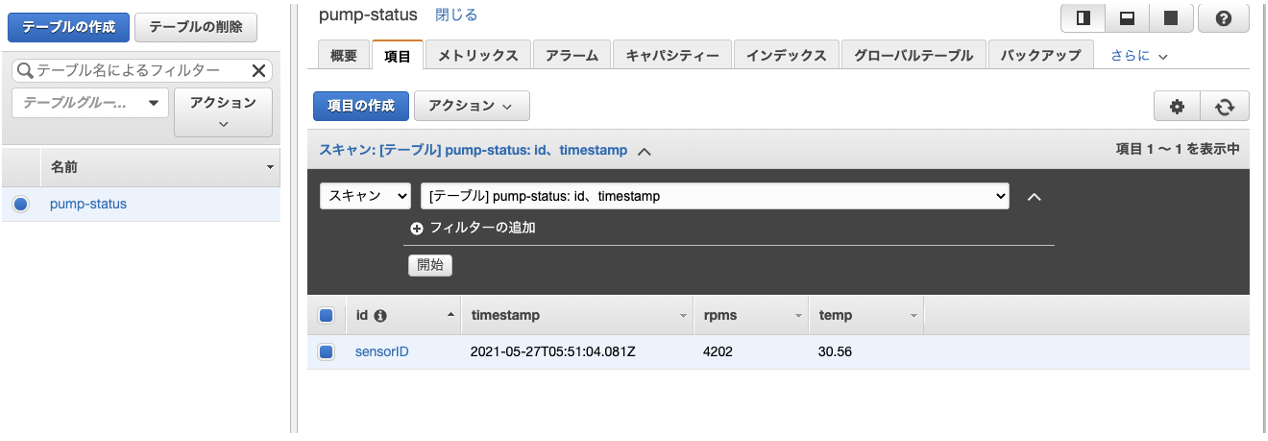 テーブルの作成 テーブルの削除
テーブル名によるフィルター
テーブルグルー... アクション
名前
pump-status
pump-status 閉じる
概要 項目 メトリックス アラーム キャパシティー インデックス グローバルテーブル バックアップ さらに
項目の作成 アクション
スキャン: [テーブル] pump-status: id、timestamp 項目 1 ～ 1 を表示中
スキャン [テーブル] pump-status: id、timestamp
フィルターの追加
開始
id timestamp rpms temp
sensorID 2021-05-27T05:51:04.081Z 4202 30.56